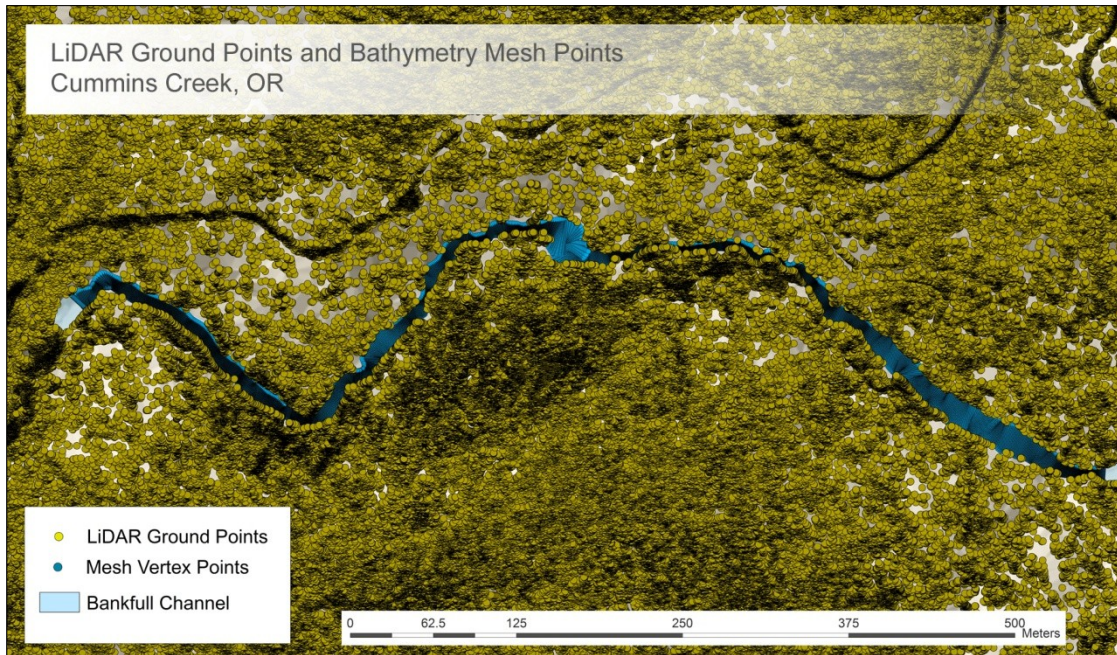 LiDAR Ground Points and Bathymetry Mesh Points
Cummins Creek, OR
LiDAR Ground Points
Mesh Vertex Points
Bankfull Channel
0 62.5 125 250 375 500
Meters